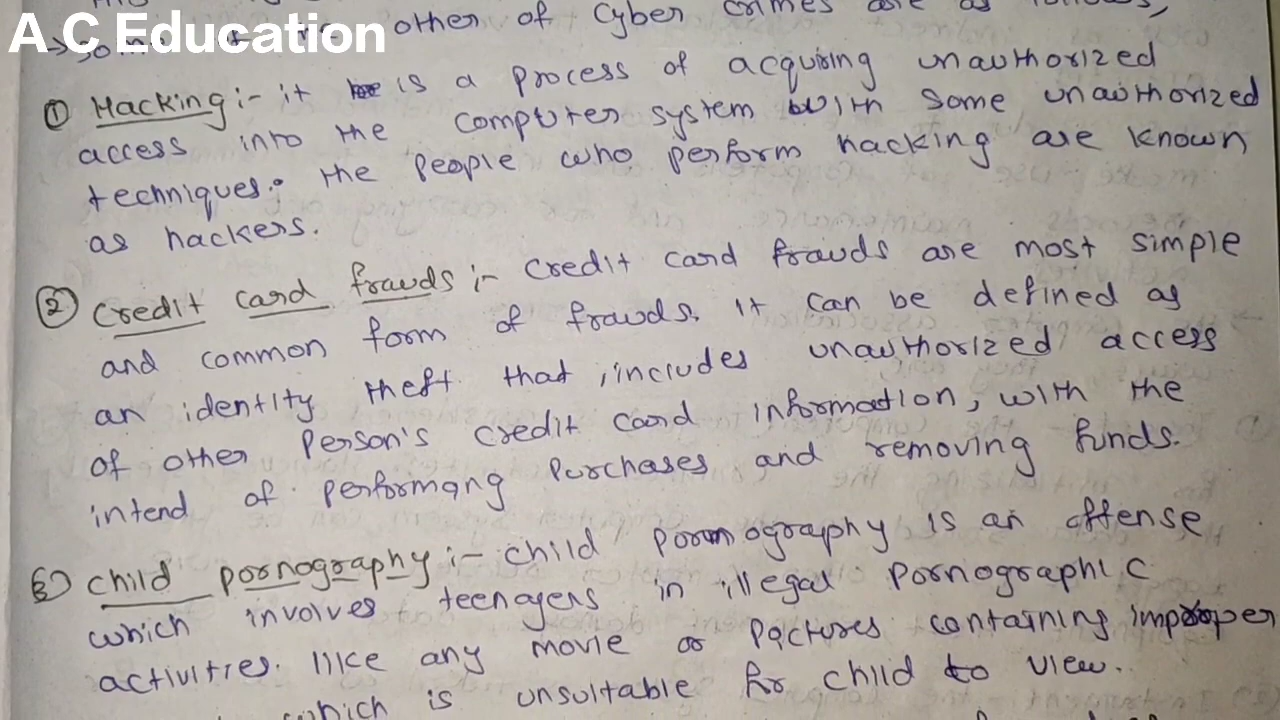 A.C Education
other of Cyber crimes are as follows,
① Hacking :- it is a process of acquiring unauthorized
access into the computer system with some unauthorized
techniques. the people who perform hacking are known
as hackers.
② Credit card frauds :- Credit card frauds are most simple
and common form of frauds. it can be defined as
an identity theft that includes unauthorized access
of other person's credit card information, with the
intend of performang purchases and removing funds.
③ child pornography :- child pornography is an offense
which involves teenagers in illegal pornographic
activities. like any movie or pactures containing improper
which is unsuitable for child to view..